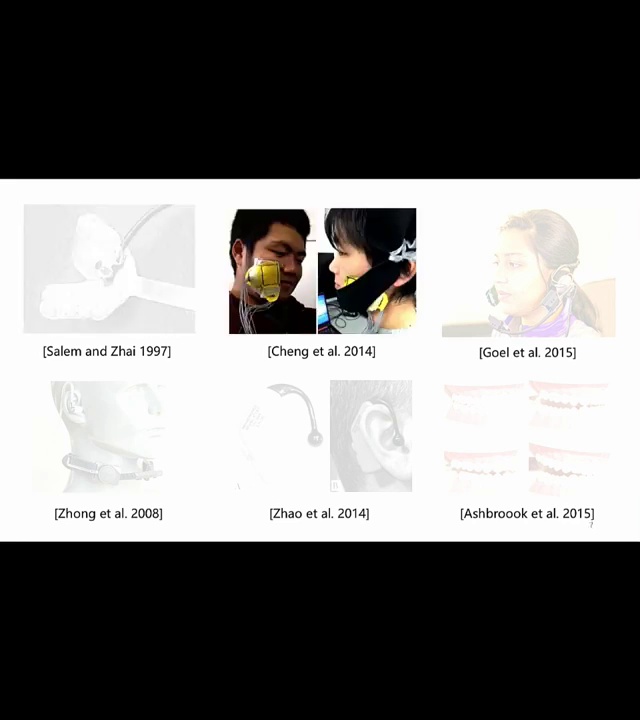 [Salem and Zhai 1997]
[Cheng et al. 2014]
[Goel et al. 2015]
[Zhong et al. 2008]
[Zhao et al. 2014]
[Ashbroook et al. 2015]
7